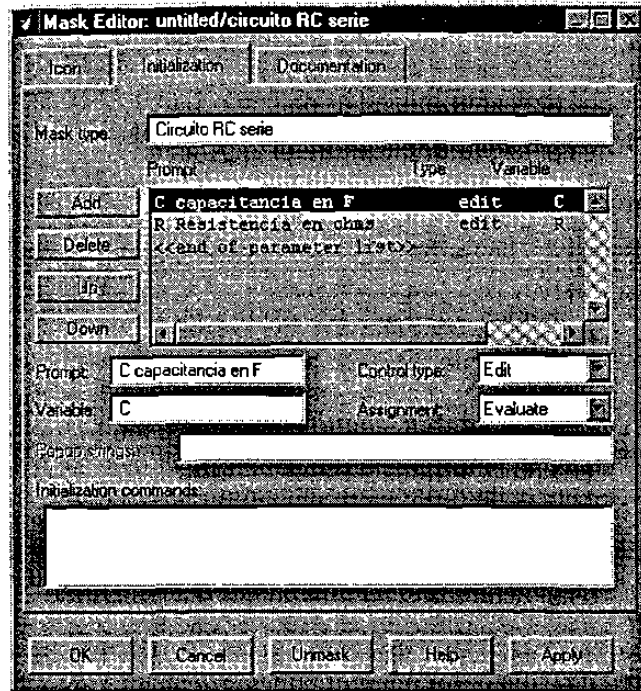 Mask Editor: untitled/circuito RC serie
Icon Initialization Documentation
Mask type: Circuito RC serie
Prompt Type Variable
Add
Delete
Up
Down
C capacitancia en F edit C
R Resistencia en ohms edit R
<<end of parameter list>>
Prompt: C capacitancia en F Control type: Edit
Variable: C Assignment: Evaluate
Popup strings:
Initialization commands:
OK Cancel Unmask Help Apply